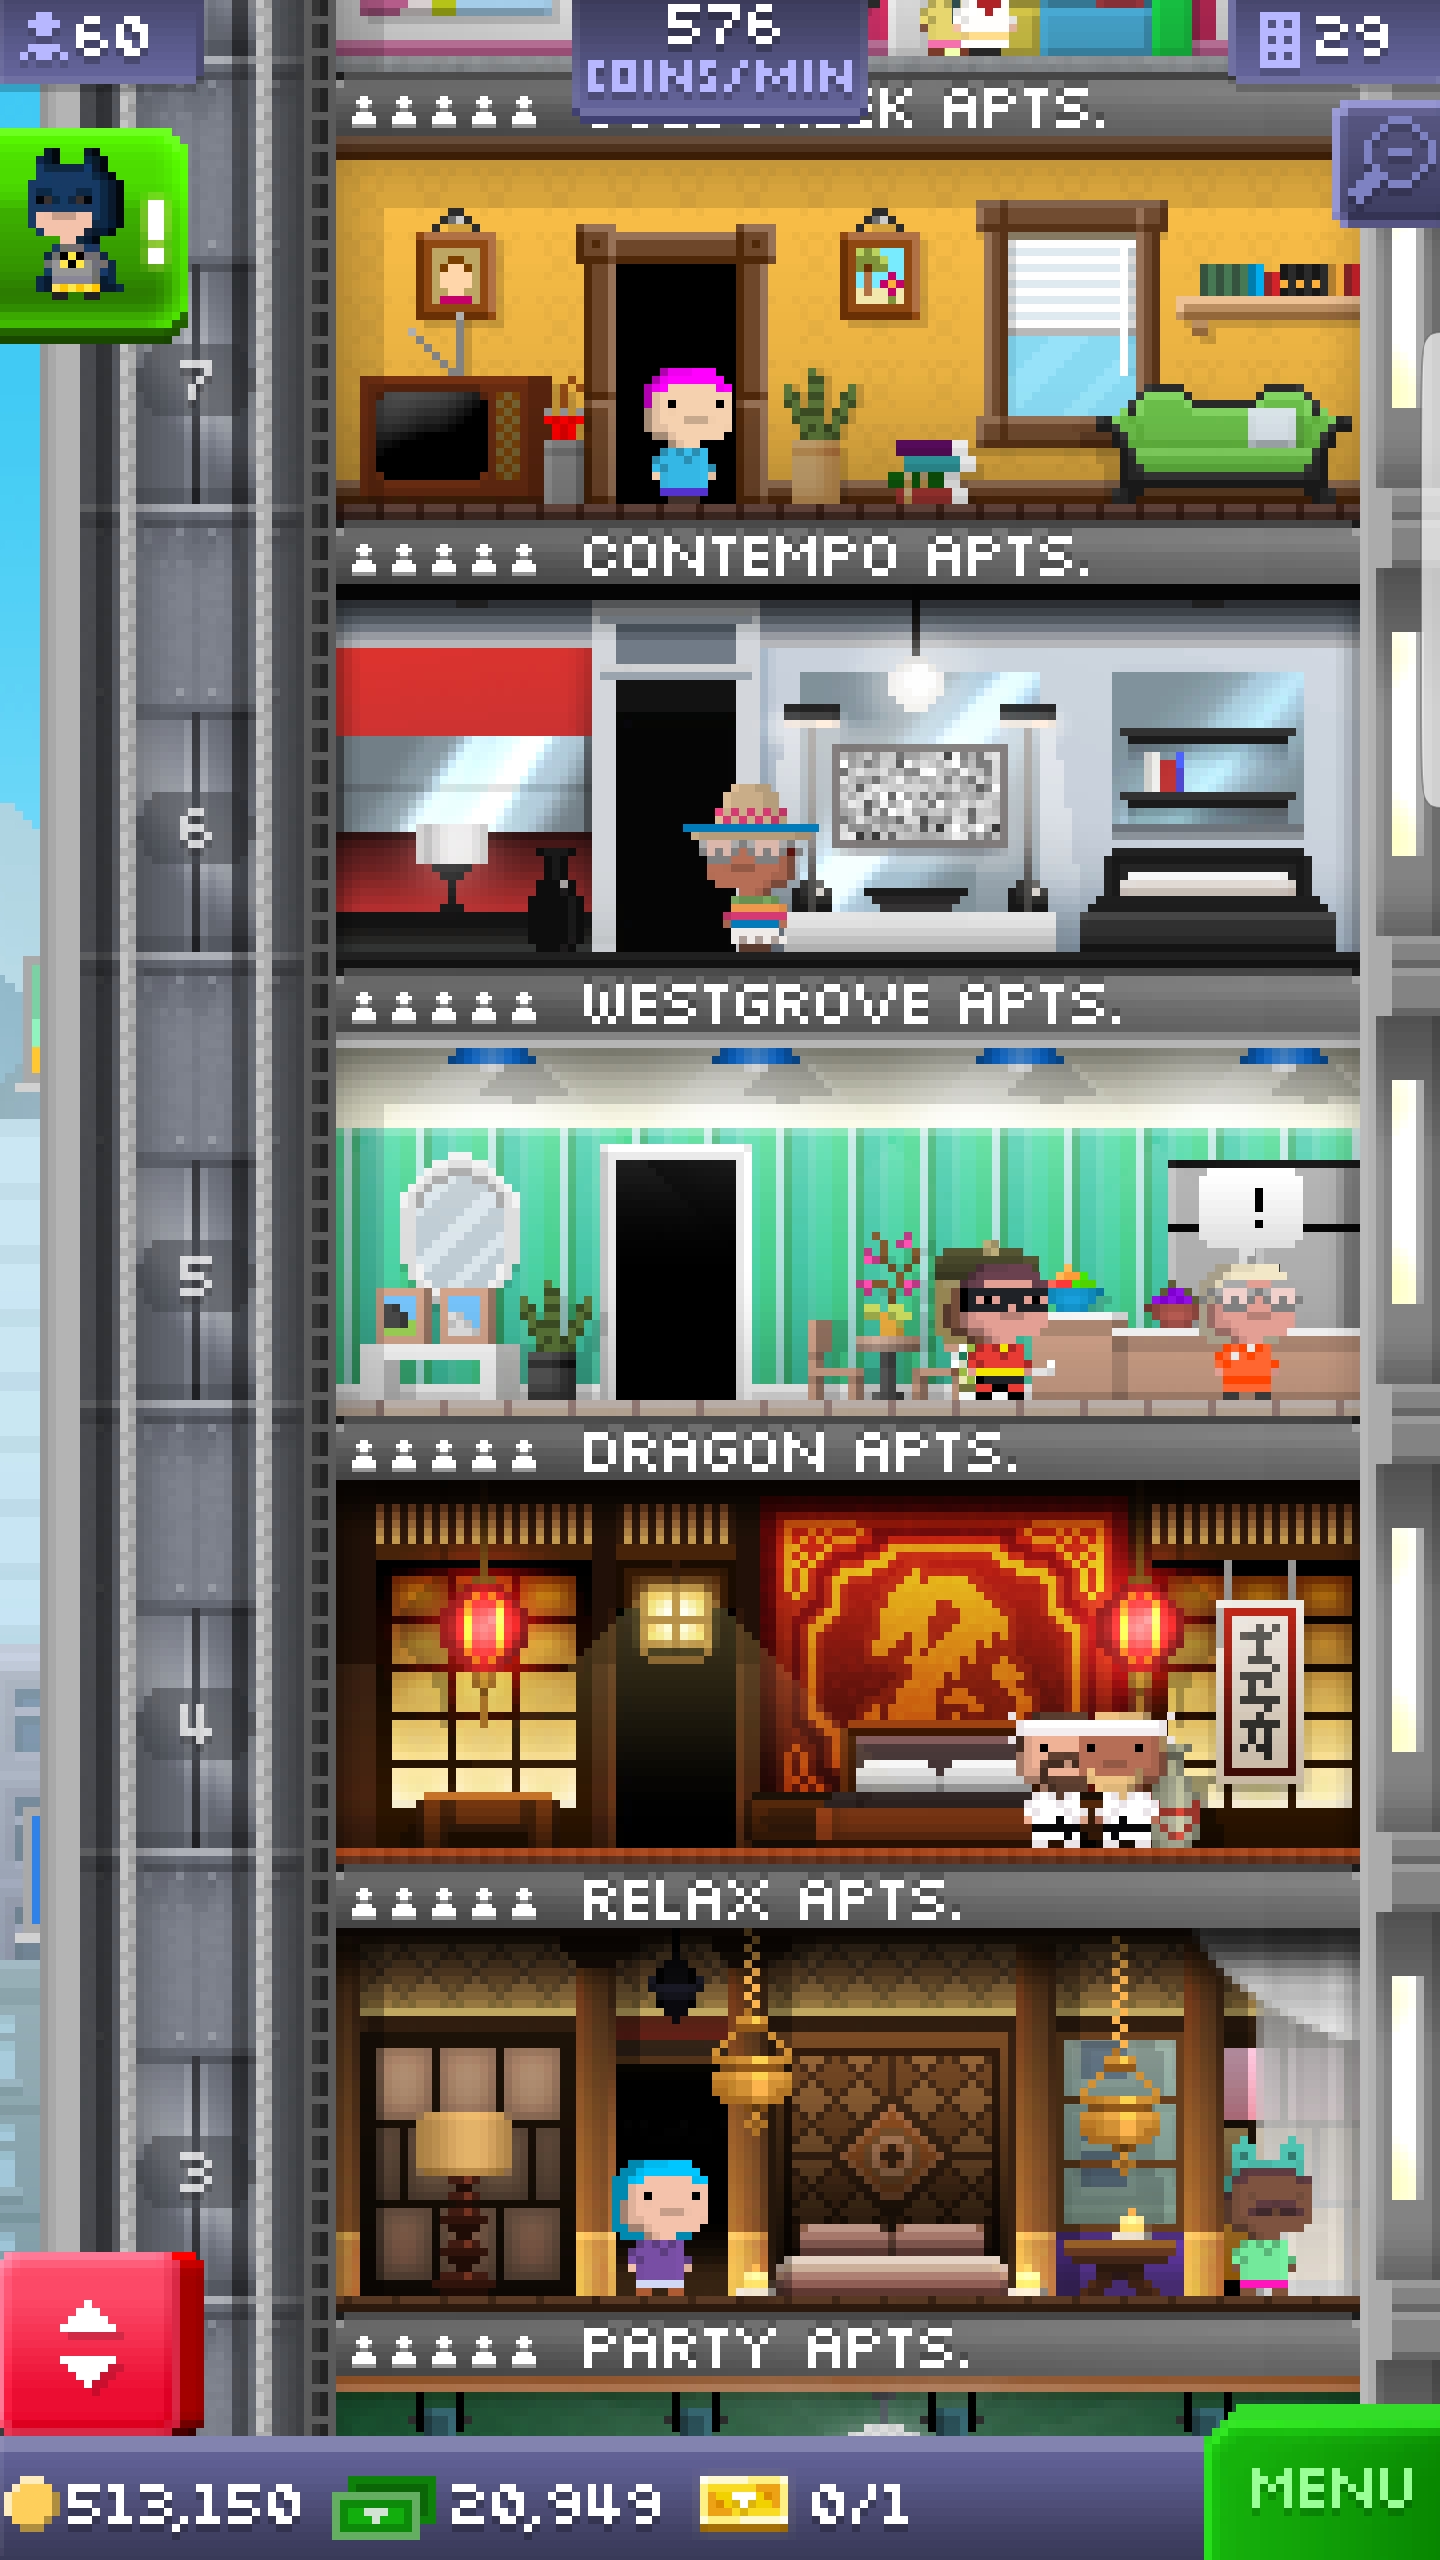 60
576
COINS/MIN
29
K APTS.
!
7
CONTEMPO APTS.
6
WESTGROVE APTS.
!
5
DRAGON APTS.
4
RELAX APTS.
3
PARTY APTS.
513,150
20,949
0/1
MENU